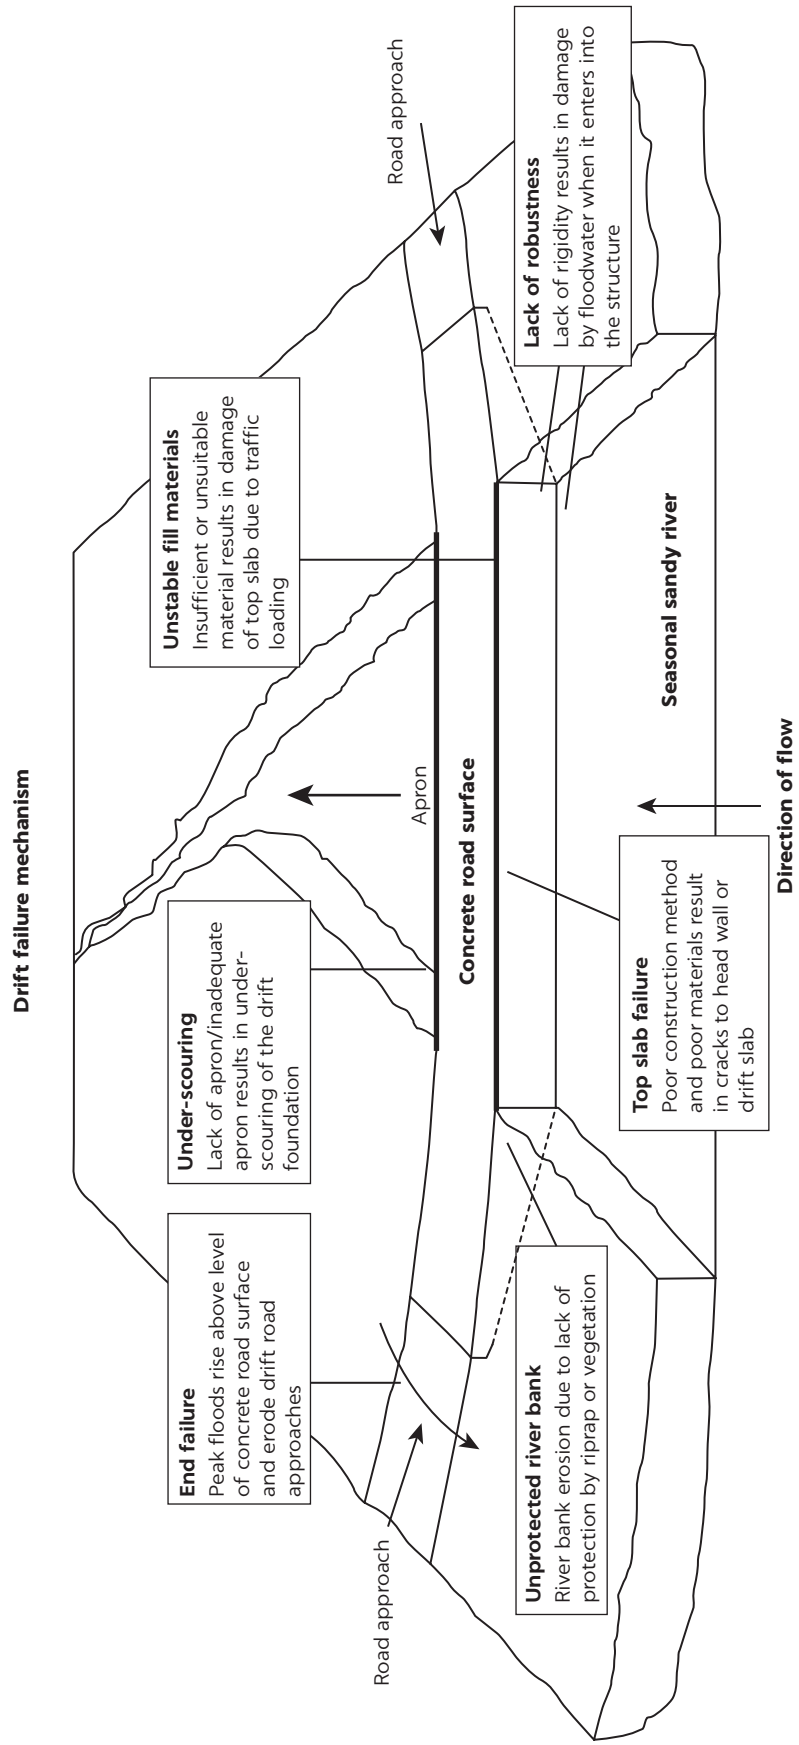 Drift failure mechanism
End failure
Peak floods rise above level
of concrete road surface
and erode drift road
approaches
Under-scouring
Lack of apron/inadequate
apron results in under-
scouring of the drift
foundation
Unstable fill materials
Insufficient or unsuitable
material results in damage
of top slab due to traffic
loading
Road approach
Apron
Road approach
Concrete road surface
Unprotected river bank
River bank erosion due to lack of
protection by riprap or vegetation
Top slab failure
Poor construction method
and poor materials result
in cracks to head wall or
drift slab
Seasonal sandy river
Lack of robustness
Lack of rigidity results in damage
by floodwater when it enters into
the structure
Direction of flow